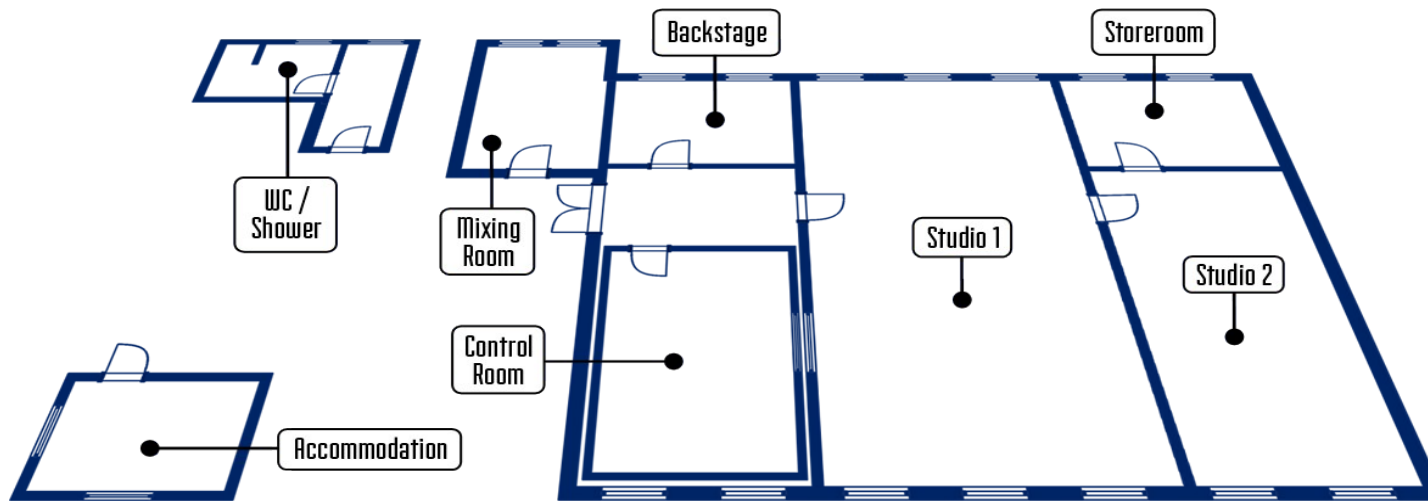 Backstage
Storeroom
WC /
Shower
Mixing
Room
Studio 1
Studio 2
Control
Room
Accommodation